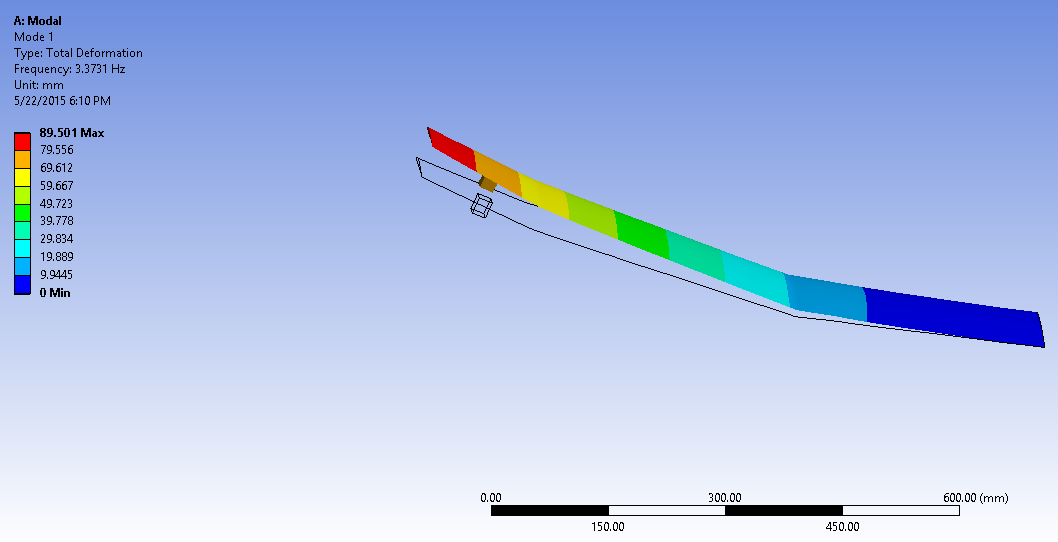 A: Modal
Mode 1
Type: Total Deformation
Frequency: 3.3731 Hz
Unit: mm
5/22/2015 6:10 PM
89.501 Max
79.556
69.612
59.667
49.723
39.778
29.834
19.889
9.9445
0 Min
0.00 300.00 600.00 (mm)
150.00 450.00